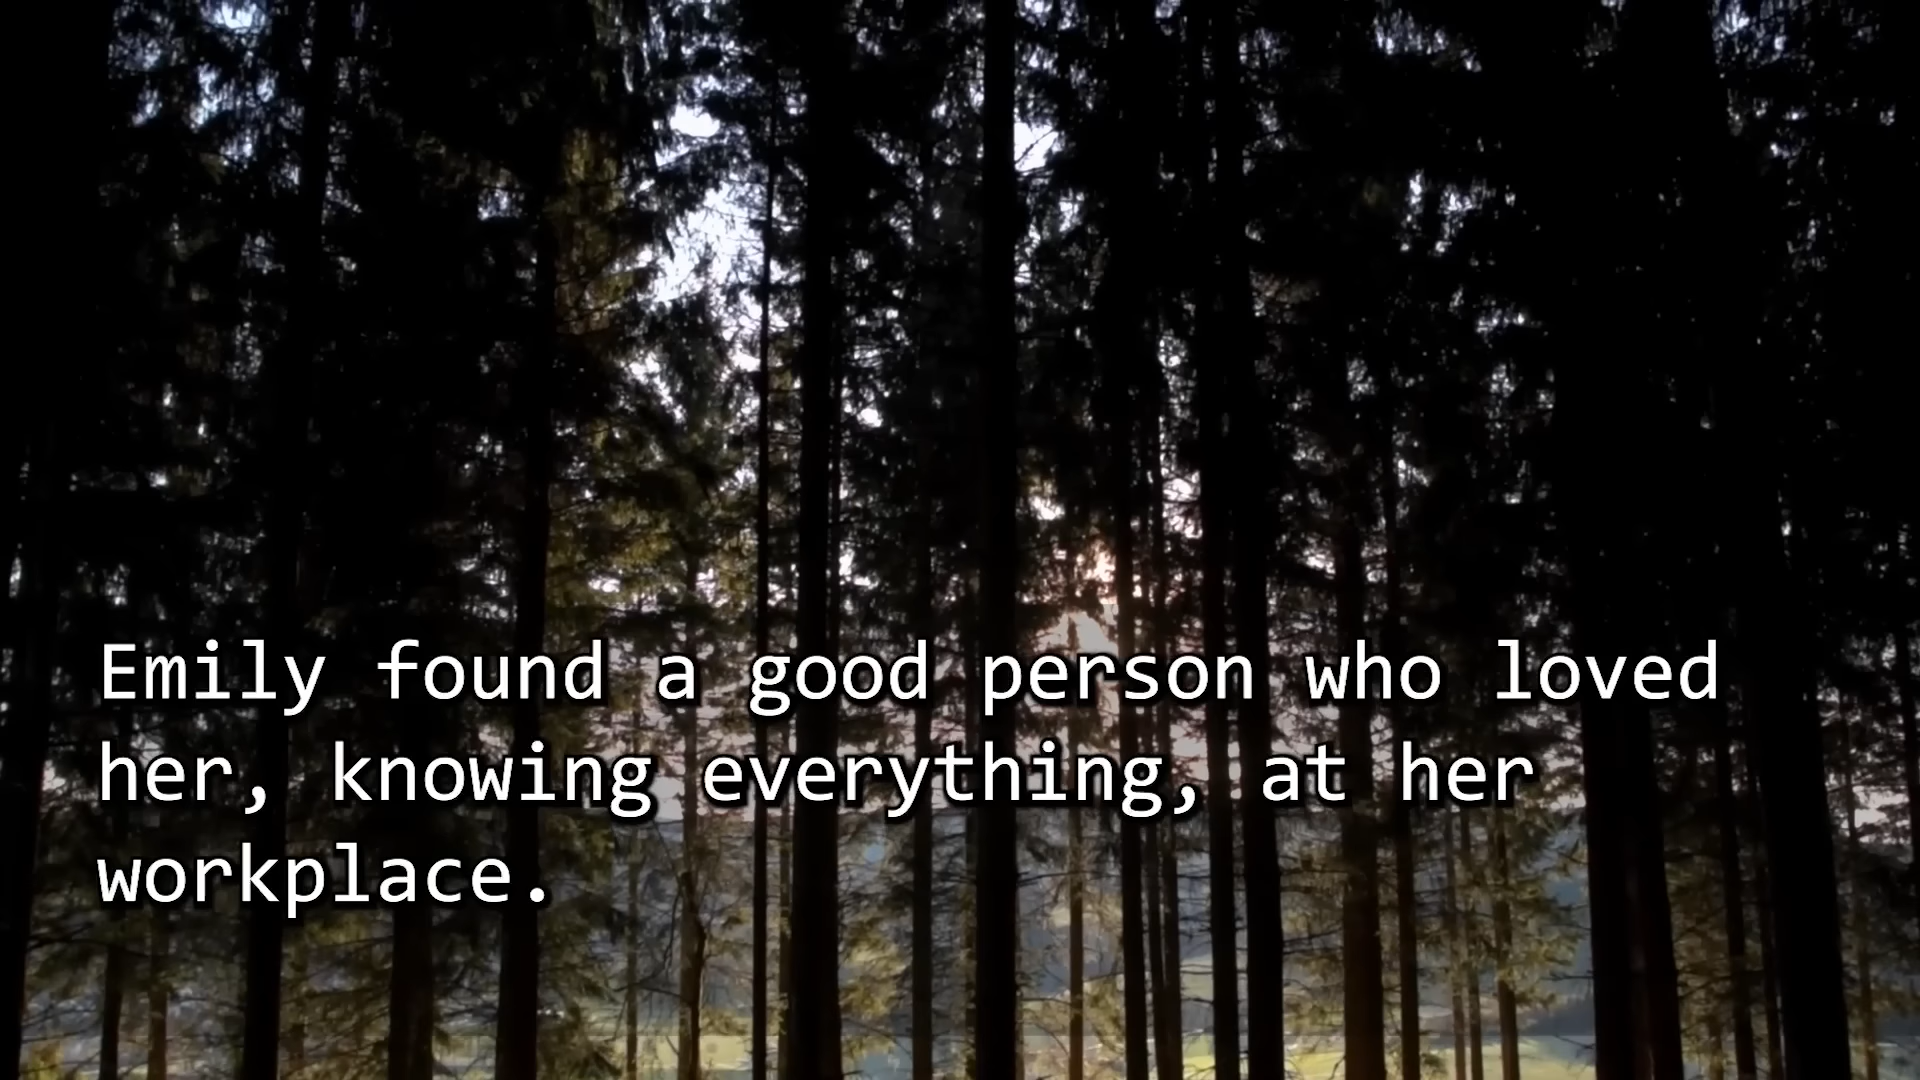 Emily found a good person who loved
her, knowing everything, at her
workplace.